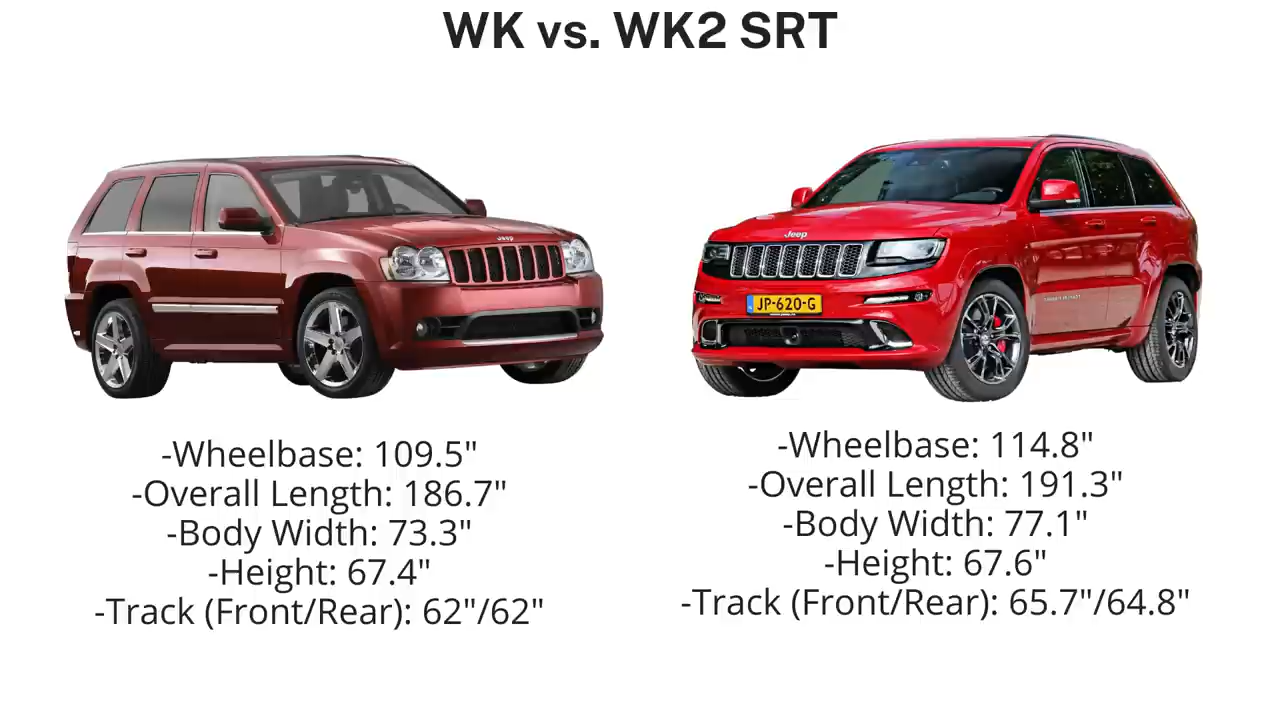 WK vs. WK2 SRT
Jeep
-Wheelbase: 109.5"
-Overall Length: 186.7"
-Body Width: 73.3"
-Height: 67.4"
-Track (Front/Rear): 62"/62"
Jeep
JP-620-G
-Wheelbase: 114.8"
-Overall Length: 191.3"
-Body Width: 77.1"
-Height: 67.6"
-Track (Front/Rear): 65.7"/64.8"